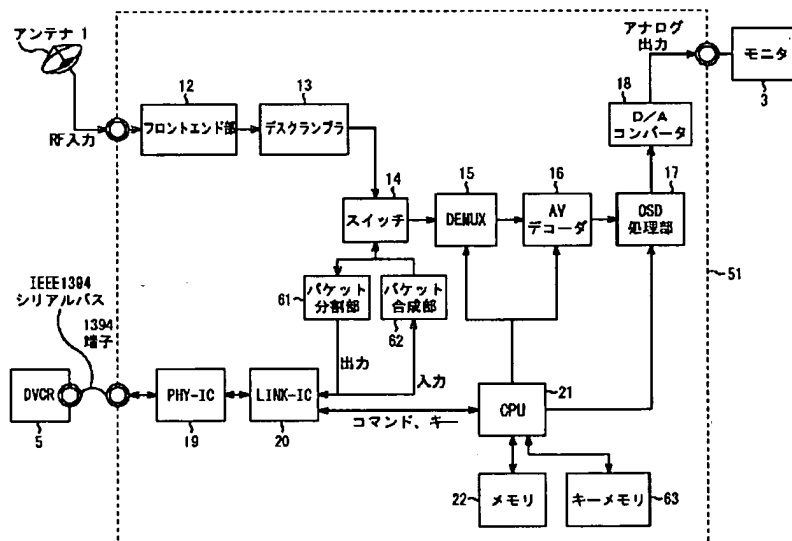 アンテナ 1
RF入力
12
フロントエンド部
13
デスクランブラ
14
スイッチ
15
DEMUX
16
AV
デコーダ
17
OSD
処理部
18
D/A
コンバータ
アナログ
出力
モニタ
3
51
61
パケット
分割部
パケット
合成部
62
出力
入力
IEEE1394
シリアルバス
1394
端子
DVCR
5
PHY-IC
19
LINK-IC
20
コマンド、キー
CPU
21
22
メモリ
キーメモリ
63